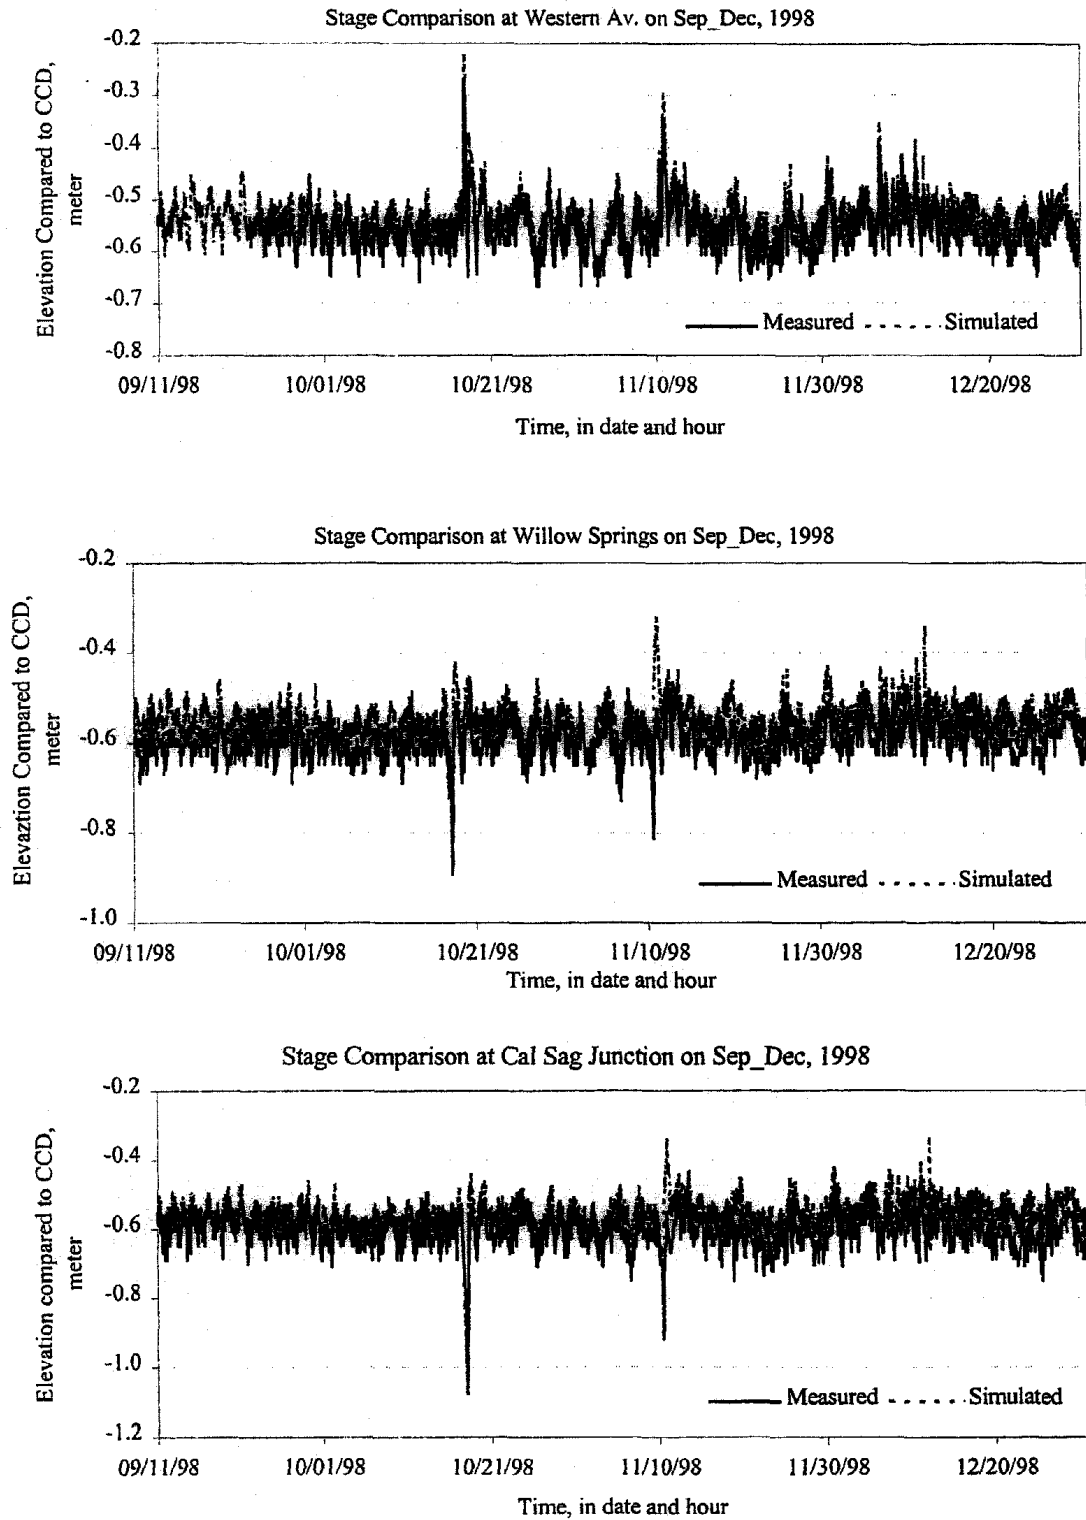 Stage Comparison at Western Av. on Sep_Dec, 1998
Elevation Compared to CCD,
meter
-0.2
-0.3
-0.4
-0.5
-0.6
-0.7
-0.8
Measured
Simulated
09/11/98
10/01/98
10/21/98
11/10/98
11/30/98
12/20/98
Time, in date and hour
Stage Comparison at Willow Springs on Sep_Dec, 1998
Elevaztion Compared to CCD,
meter
-0.2
-0.4
-0.6
-0.8
-1.0
Measured
Simulated
09/11/98
10/01/98
10/21/98
11/10/98
11/30/98
12/20/98
Time, in date and hour
Stage Comparison at Cal Sag Junction on Sep_Dec, 1998
Elevation compared to CCD,
meter
-0.2
-0.4
-0.6
-0.8
-1.0
-1.2
Measured
Simulated
09/11/98
10/01/98
10/21/98
11/10/98
11/30/98
12/20/98
Time, in date and hour